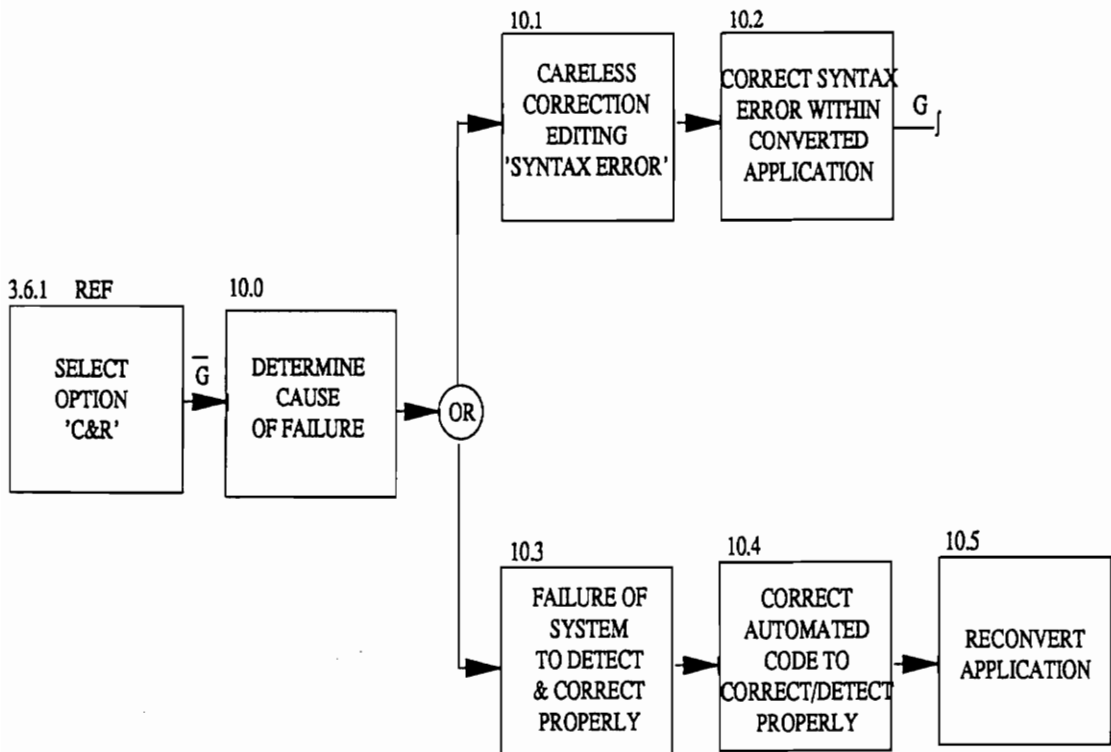 10.1
CARELESS
CORRECTION
EDITING
'SYNTAX ERROR'
10.2
CORRECT SYNTAX
ERROR WITHIN
CONVERTED
APPLICATION
G
3.6.1 REF
SELECT
OPTION
'C&R'
G̅
10.0
DETERMINE
CAUSE
OF FAILURE
OR
10.3
FAILURE OF
SYSTEM
TO DETECT
& CORRECT
PROPERLY
10.4
CORRECT
AUTOMATED
CODE TO
CORRECT/DETECT
PROPERLY
10.5
RECONVERT
APPLICATION